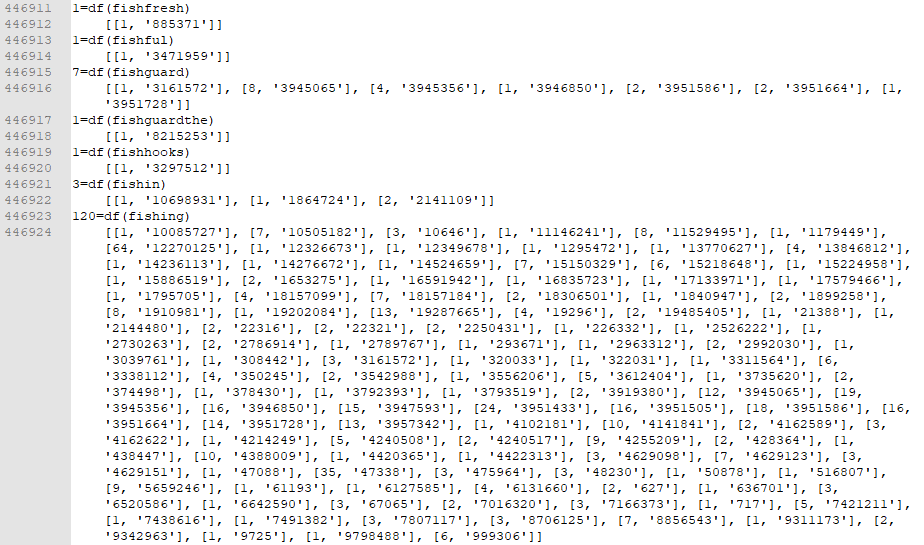 446911 1=df(fishfresh)
446912 [[1, '885371']]
446913 1=df(fishful)
446914 [[1, '3471959']]
446915 7=df(fishguard)
446916 [[1, '3161572'], [8, '3945065'], [4, '3945356'], [1, '3946850'], [2, '3951586'], [2, '3951664'], [1,
'3951728']]
446917 1=df(fishguardthe)
446918 [[1, '8215253']]
446919 1=df(fishhooks)
446920 [[1, '3297512']]
446921 3=df(fishin)
446922 [[1, '10698931'], [1, '1864724'], [2, '2141109']]
446923 120=df(fishing)
446924 [[1, '10085727'], [7, '10505182'], [3, '10646'], [1, '11146241'], [8, '11529495'], [1, '1179449'],
[64, '12270125'], [1, '12326673'], [1, '12349678'], [1, '1295472'], [1, '13770627'], [4, '13846812'],
[1, '14236113'], [1, '14276672'], [1, '14524659'], [7, '15150329'], [6, '15218648'], [1, '15224958'],
[1, '15886519'], [2, '1653275'], [1, '16591942'], [1, '16835723'], [1, '17133971'], [1, '17579466'],
[1, '1795705'], [4, '18157099'], [7, '18157184'], [2, '18306501'], [1, '1840947'], [2, '1899258'],
[8, '1910981'], [1, '19202084'], [13, '19287665'], [4, '19296'], [2, '19485405'], [1, '21388'], [1,
'2144480'], [2, '22316'], [2, '22321'], [2, '2250431'], [1, '226332'], [1, '2526222'], [1,
'2730263'], [2, '2786914'], [1, '2789767'], [1, '293671'], [1, '2963312'], [2, '2992030'], [1,
'3039761'], [1, '308442'], [3, '3161572'], [1, '320033'], [1, '322031'], [1, '3311564'], [6,
'3338112'], [4, '350245'], [2, '3542988'], [1, '3556206'], [5, '3612404'], [1, '3735620'], [2,
'374498'], [1, '378430'], [1, '3792393'], [1, '3793519'], [2, '3919380'], [12, '3945065'], [19,
'3945356'], [16, '3946850'], [15, '3947593'], [24, '3951433'], [16, '3951505'], [18, '3951586'], [16,
'3951664'], [14, '3951728'], [13, '3957342'], [1, '4102181'], [10, '4141841'], [2, '4162589'], [3,
'4162622'], [1, '4214249'], [5, '4240508'], [2, '4240517'], [9, '4255209'], [2, '428364'], [1,
'438447'], [10, '4388009'], [1, '4420365'], [1, '4422313'], [3, '4629098'], [7, '4629123'], [3,
'4629151'], [1, '47088'], [35, '47338'], [3, '475964'], [3, '48230'], [1, '50878'], [1, '516807'],
[9, '5659246'], [1, '61193'], [1, '6127585'], [4, '6131660'], [2, '627'], [1, '636701'], [3,
'6520586'], [1, '6642590'], [3, '67065'], [2, '7016320'], [3, '7166373'], [1, '717'], [5, '7421211'],
[1, '7438616'], [1, '7491382'], [3, '7807117'], [3, '8706125'], [7, '8856543'], [1, '9311173'], [2,
'9342963'], [1, '9725'], [1, '9798488'], [6, '999306']]